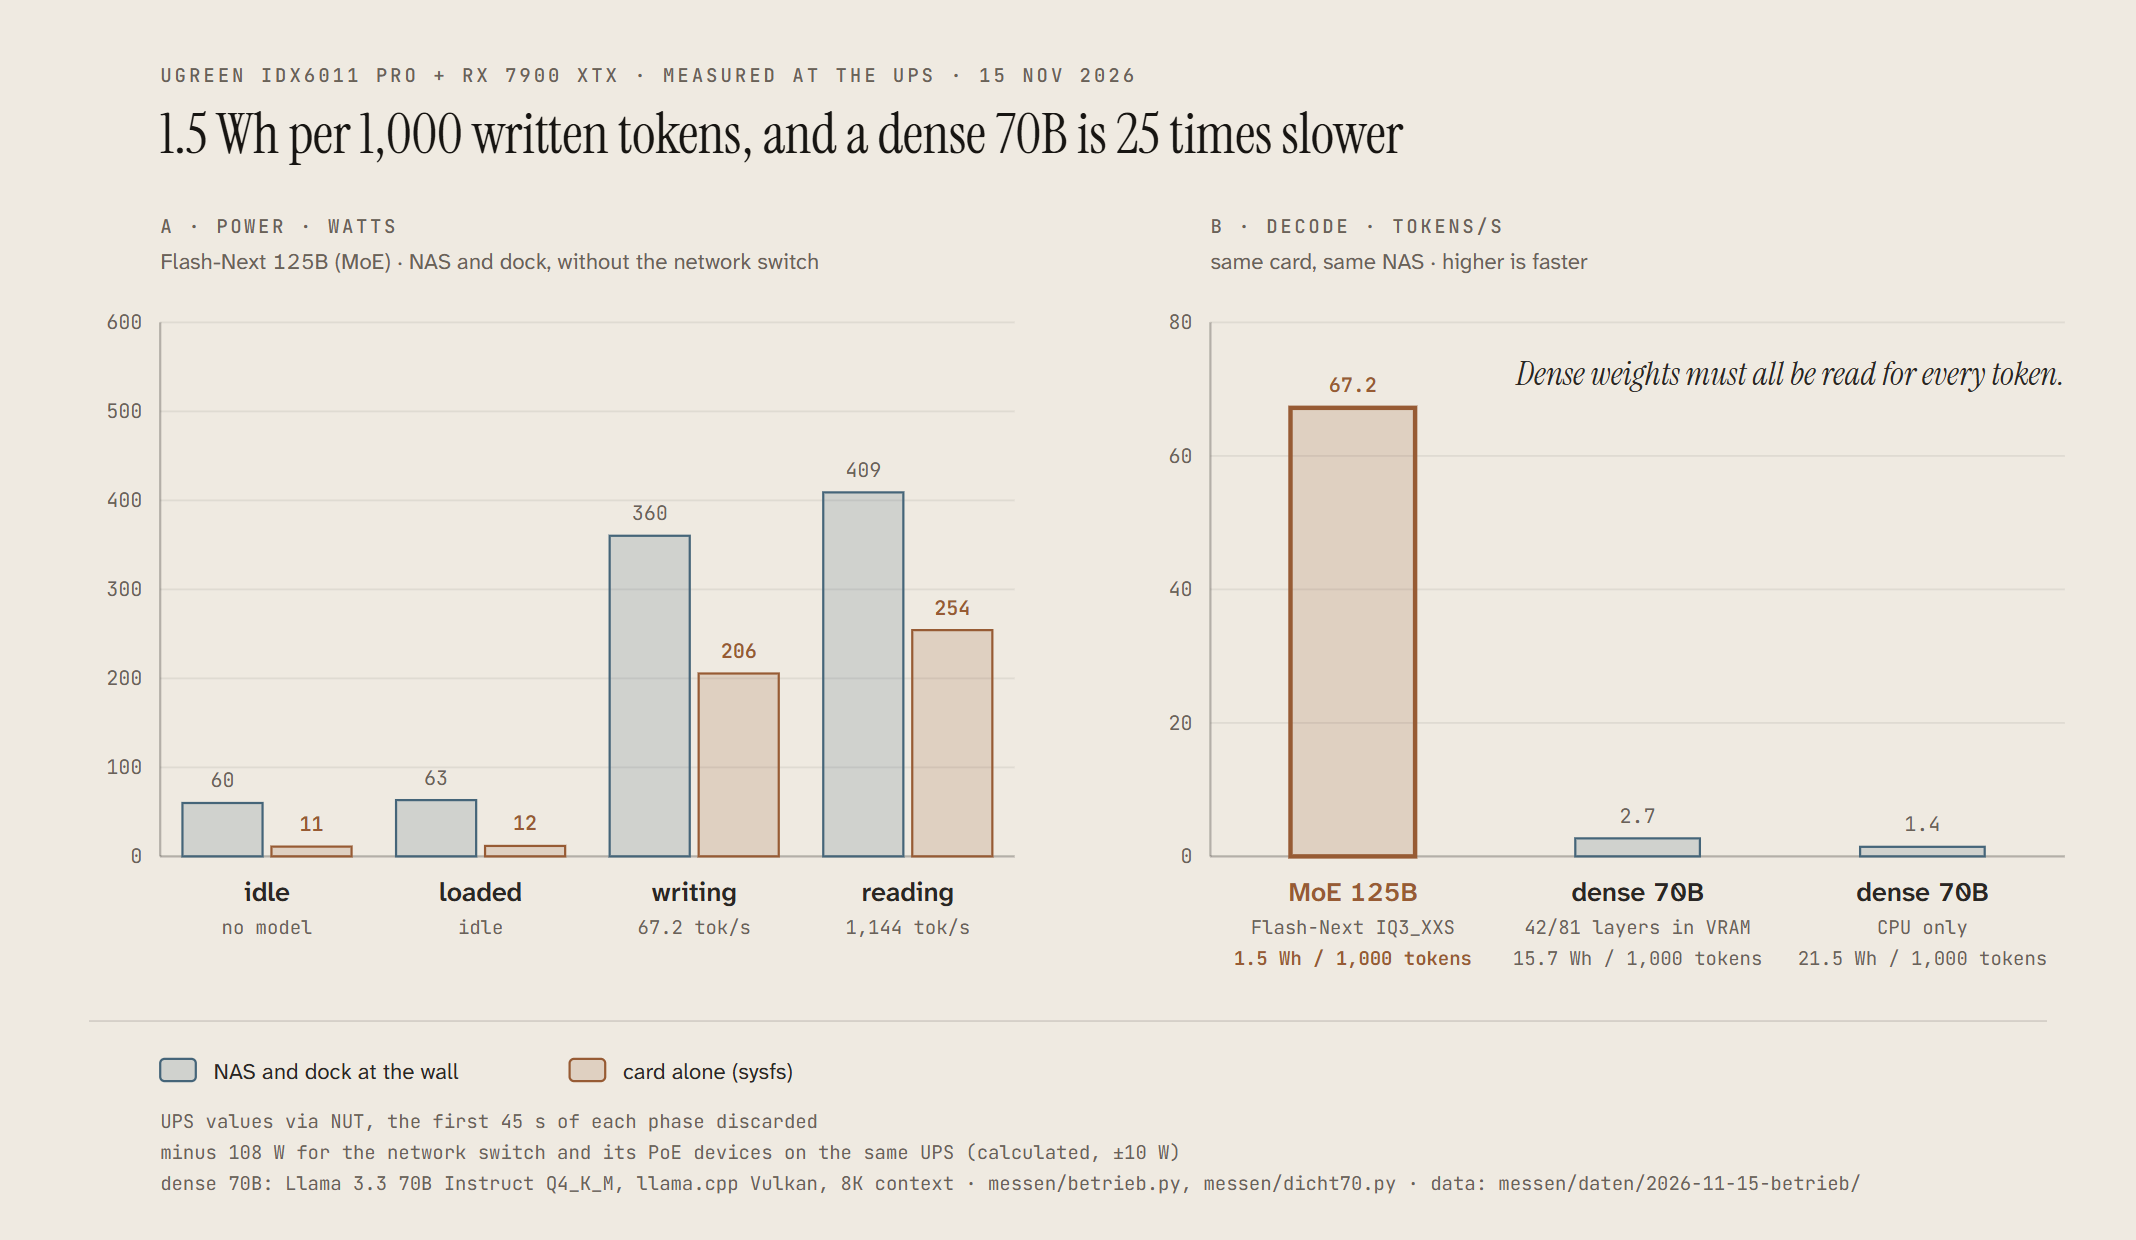 UGREEN IDX6011 PRO + RX 7900 XTX · MEASURED AT THE UPS · 15 NOV 2026
1.5 Wh per 1,000 written tokens, and a dense 70B is 25 times slower
A · POWER · WATTS
Flash-Next 125B (MoE) · NAS and dock, without the network switch
600
500
400
300
200
100
0
60
11
63
12
360
206
409
254
idle
no model
loaded
idle
writing
67.2 tok/s
reading
1,144 tok/s
B · DECODE · TOKENS/S
same card, same NAS · higher is faster
80
60
40
20
0
Dense weights must all be read for every token.
67.2
2.7
1.4
MoE 125B
Flash-Next IQ3_XXS
1.5 Wh / 1,000 tokens
dense 70B
42/81 layers in VRAM
15.7 Wh / 1,000 tokens
dense 70B
CPU only
21.5 Wh / 1,000 tokens
NAS and dock at the wall
card alone (sysfs)
UPS values via NUT, the first 45 s of each phase discarded
minus 108 W for the network switch and its PoE devices on the same UPS (calculated, ±10 W)
dense 70B: Llama 3.3 70B Instruct Q4_K_M, llama.cpp Vulkan, 8K context · messen/betrieb.py, messen/dicht70.py · data: messen/daten/2026-11-15-betrieb/